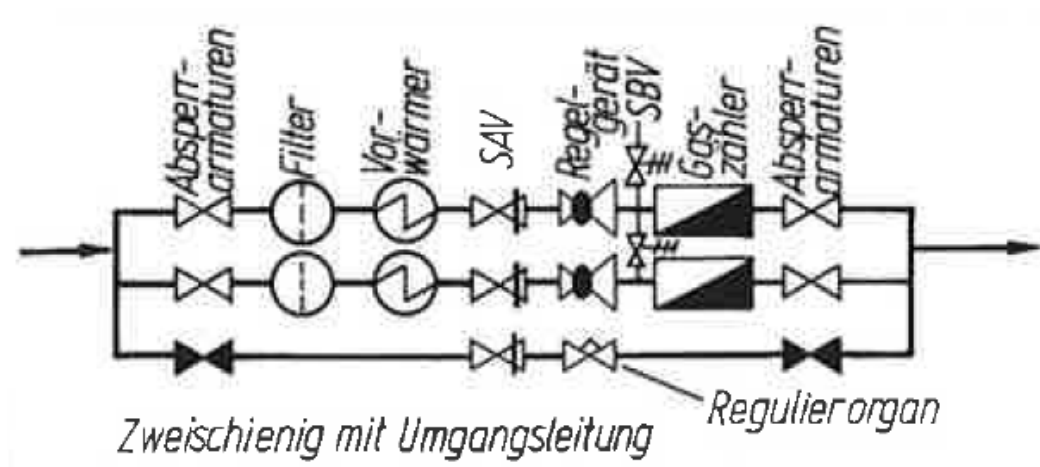 Absperr-
armaturen
Filter
Vor-
wärmer
SAV
Regel-
gerät
SBV
Gas-
zähler
Absperr-
armaturen
Regulierorgan
Zweischienig mit Umgangsleitung